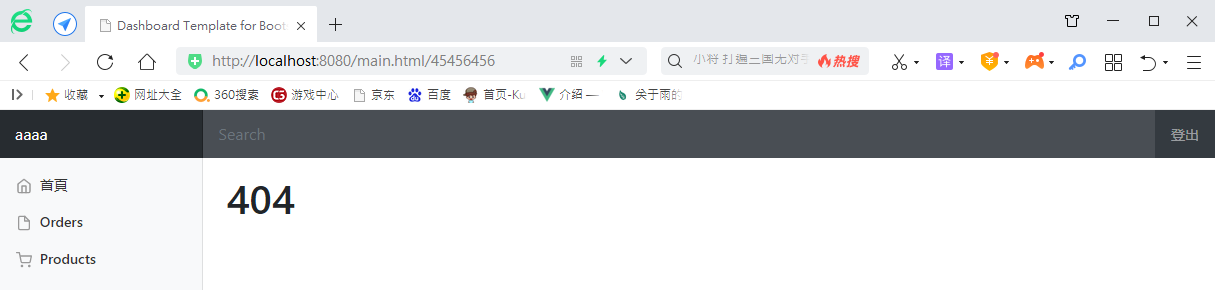 Dashboard Template for Boot
http://localhost:8080/main.html/45456456
小将 打遍三国无对手
热搜
译
收藏 网址大全 360搜索 游戏中心 京东 百度 首页-Ku 介绍 — 关于雨的
aaaa Search 登出
首頁
Orders
Products
404